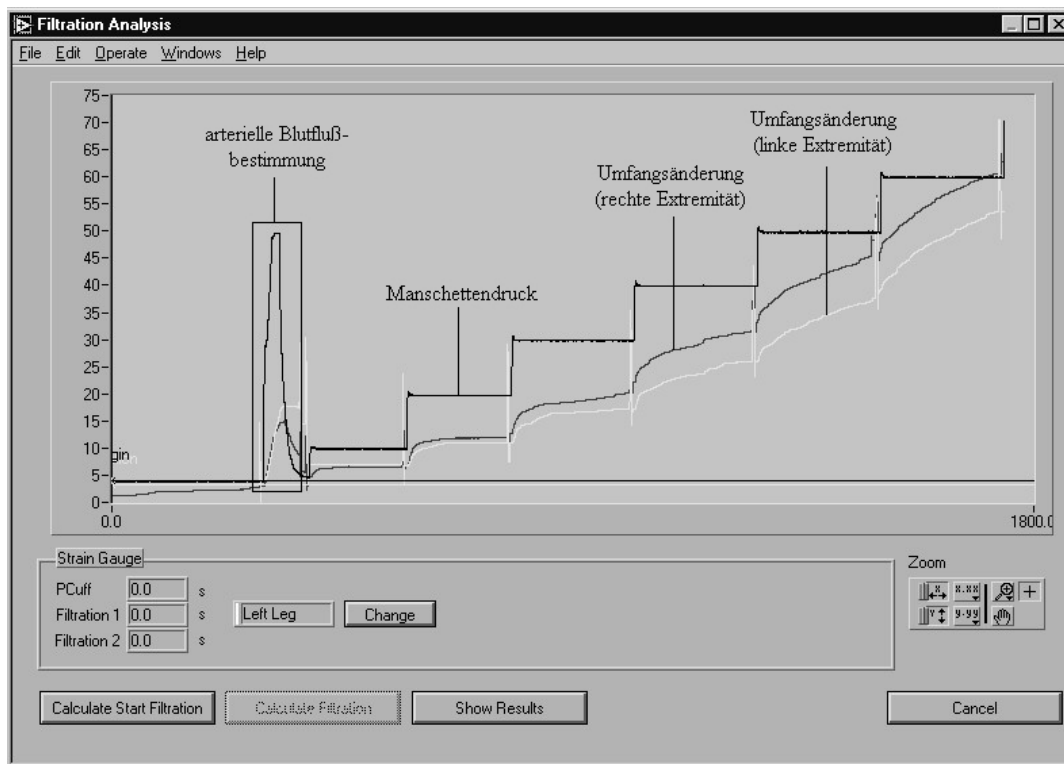 Filtration Analysis
File Edit Operate Windows Help
75
70
65
60
55
50
45
40
35
30
25
20
15
10
5
0
0.0
1800.0
arterielle Blutfluß-
bestimmung
Manschettendruck
Umfangsänderung
(rechte Extremität)
Umfangsänderung
(linke Extremität)
gin
Strain Gauge
PCuff 0.0 s
Filtration 1 0.0 s
Filtration 2 0.0 s
Left Leg
Change
Zoom
X
x.xx
Y
y.yy
Calculate Start Filtration
Calculate Filtration
Show Results
Cancel